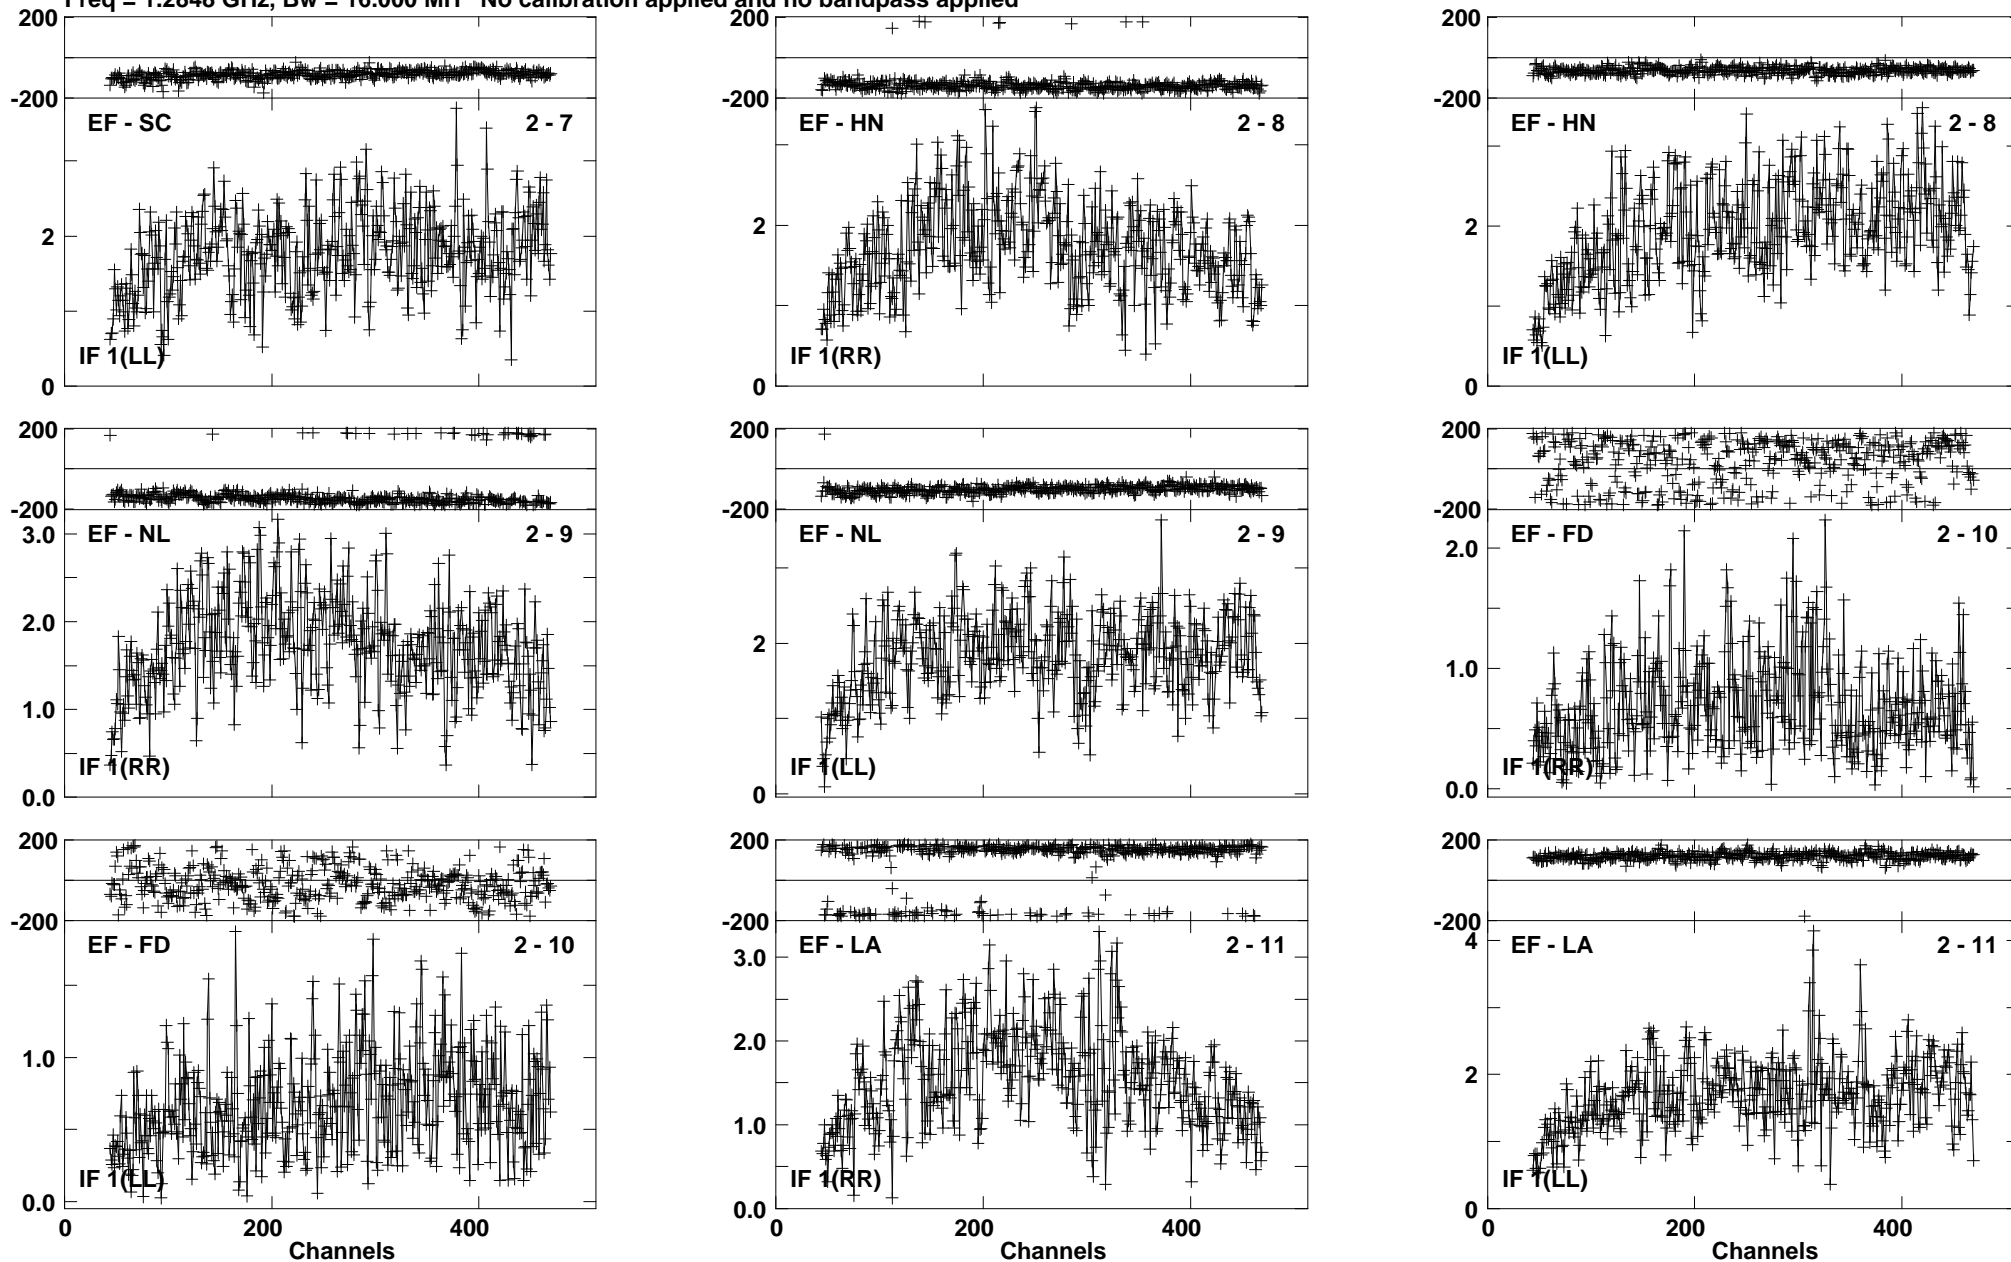 Freq = 1.2848 GHz, Bw = 16.000 MH No calibration applied and no bandpass applied
200
-200
EF - SC 2 - 7
2
IF 1(LL)
0
200
-200
EF - HN 2 - 8
2
IF 1(RR)
0
200
-200
EF - HN 2 - 8
2
IF 1(LL)
0
200
-200
EF - NL 2 - 9
3.0
2.0
1.0
IF 1(RR)
0.0
200
-200
EF - NL 2 - 9
2
IF 1(LL)
0
200
-200
EF - FD 2 - 10
2.0
1.0
IF 1(RR)
0.0
200
-200
EF - FD 2 - 10
1.0
IF 1(LL)
0.0
0 200 400
Channels
200
-200
EF - LA 2 - 11
3.0
2.0
1.0
IF 1(RR)
0.0
0 200 400
Channels
200
-200
EF - LA 2 - 11
4
2
IF 1(LL)
0
0 200 400
Channels